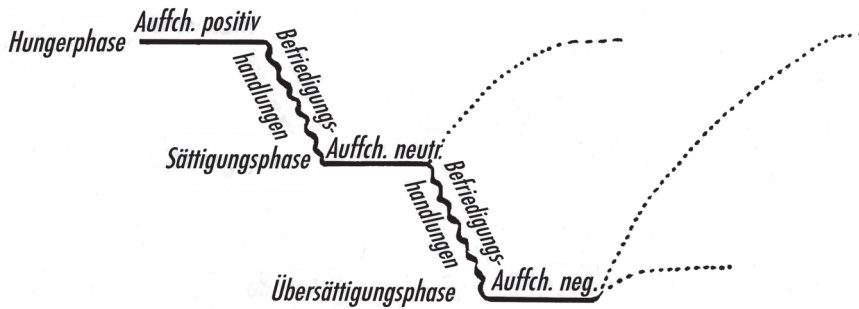 Auffch. positiv
Hungerphase
Befriedigungs-
handlungen
Auffch. neutr.
Sättigungsphase
Befriedigungs-
handlungen
Auffch. neg.
Übersättigungsphase